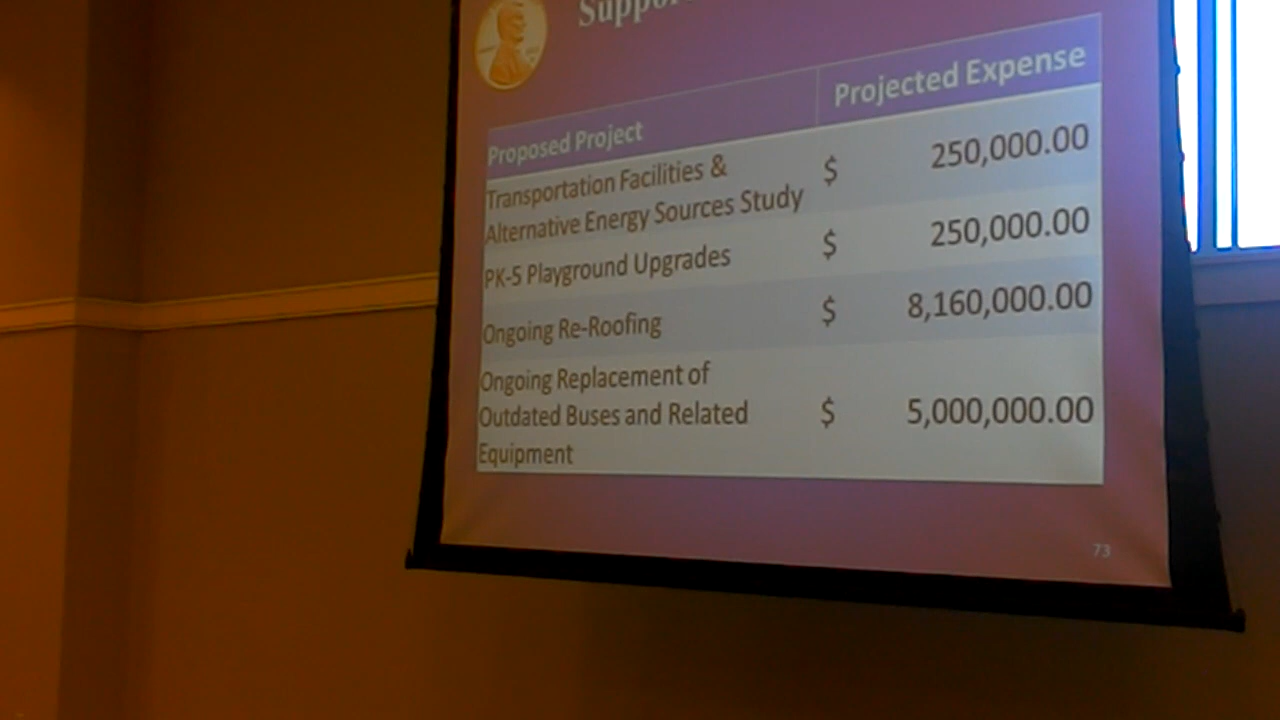 Proposed Project Projected Expense
Transportation Facilities &
Alternative Energy Sources Study $ 250,000.00
PK-5 Playground Upgrades $ 250,000.00
Ongoing Re-Roofing $ 8,160,000.00
Ongoing Replacement of
Outdated Buses and Related $ 5,000,000.00
Equipment
73